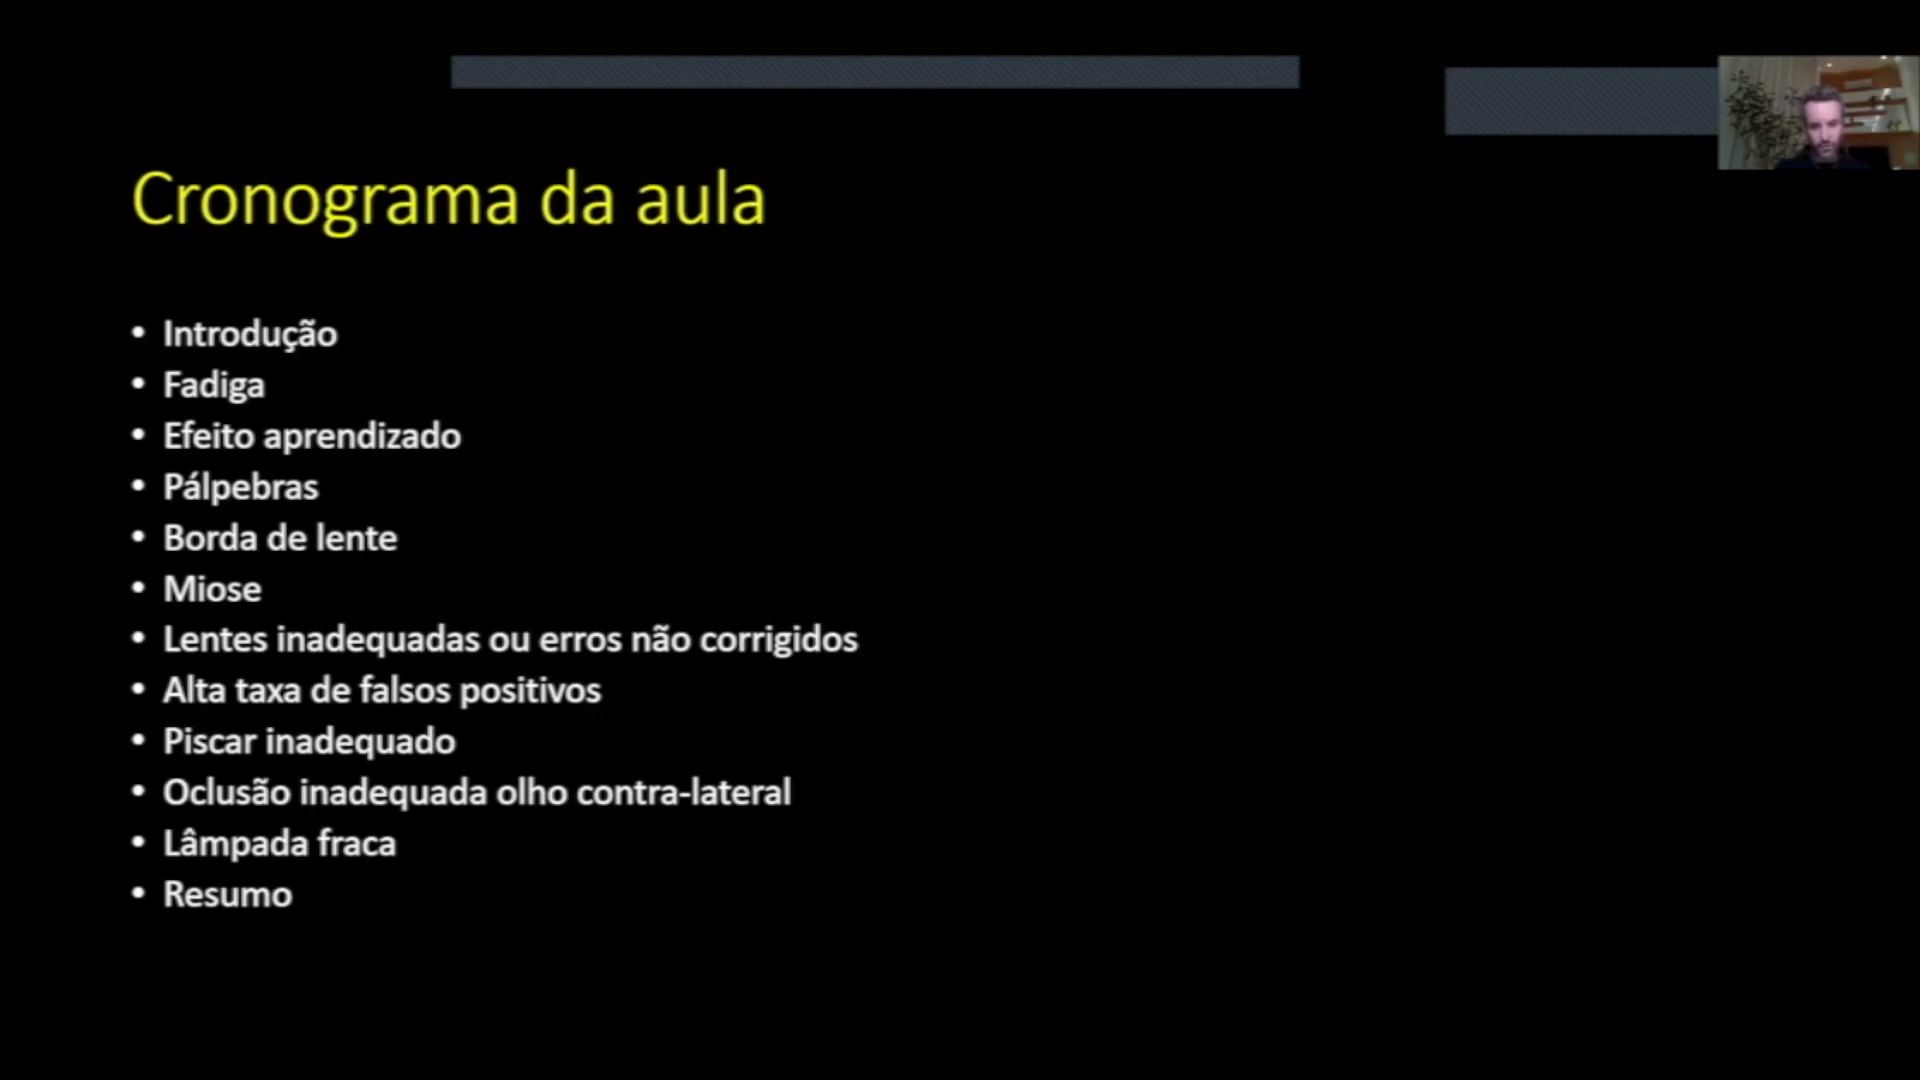 Cronograma da aula
• Introdução
• Fadiga
• Efeito aprendizado
• Pálpebras
• Borda de lente
• Miose
• Lentes inadequadas ou erros não corrigidos
• Alta taxa de falsos positivos
• Piscar inadequado
• Oclusão inadequada olho contra-lateral
• Lâmpada fraca
• Resumo